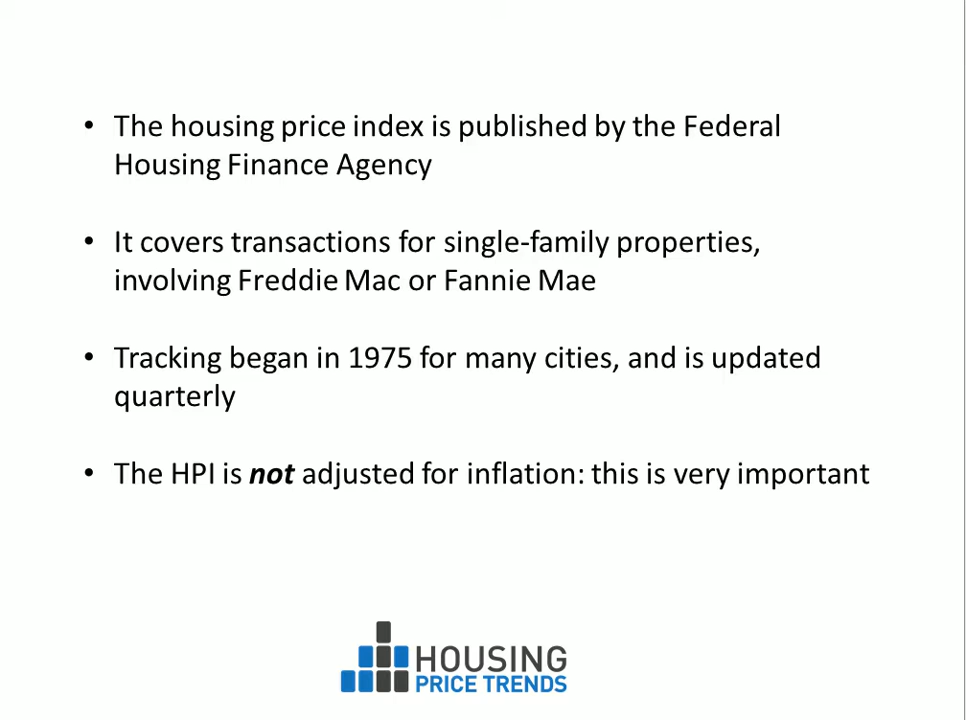 • The housing price index is published by the Federal
Housing Finance Agency
• It covers transactions for single-family properties,
involving Freddie Mac or Fannie Mae
• Tracking began in 1975 for many cities, and is updated
quarterly
• The HPI is not adjusted for inflation: this is very important
HOUSING
PRICE TRENDS